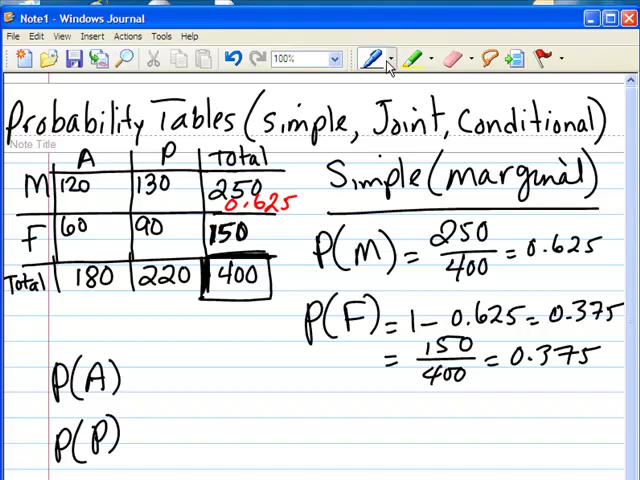 Note1 - Windows Journal
File Edit View Insert Actions Tools Help
100%
Probability Tables (simple, Joint, Conditional)
Note Title
A P Total
M 120 130 250
0.625
F 60 90 150
Total 180 220 400
Simple (marginal)
P(M) = 250/400 = 0.625
P(F) = 1 - 0.625 = 0.375
= 150/400 = 0.375
P(A)
P(P)